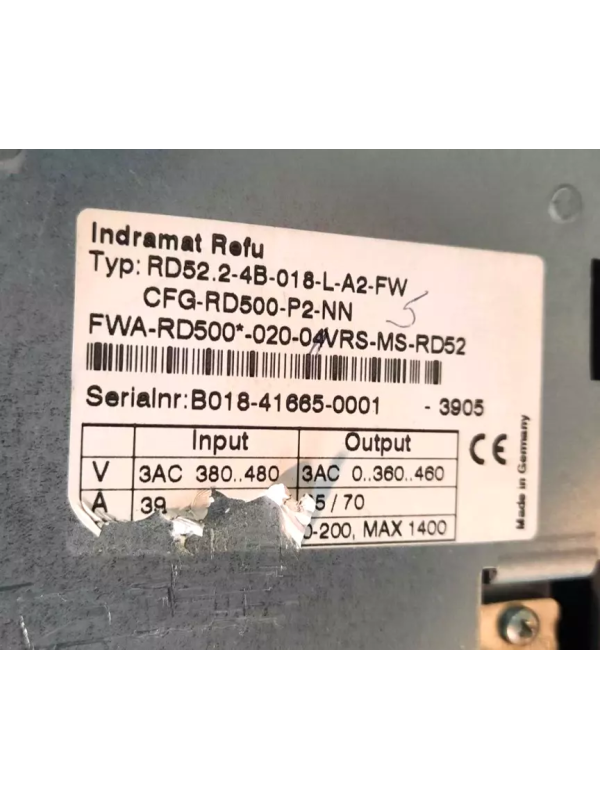 Indramat Refu
Typ: RD52.2-4B-018-L-A2-FW
CFG-RD500-P2-NN
5
FWA-RD500*-020-04VRS-MS-RD52
Serialnr:B018-41665-0001 - 3905
Input Output
V 3AC 380..480 3AC 0..360..460
A 39 5 / 70
0-200, MAX 1400
CE
Made in Germany